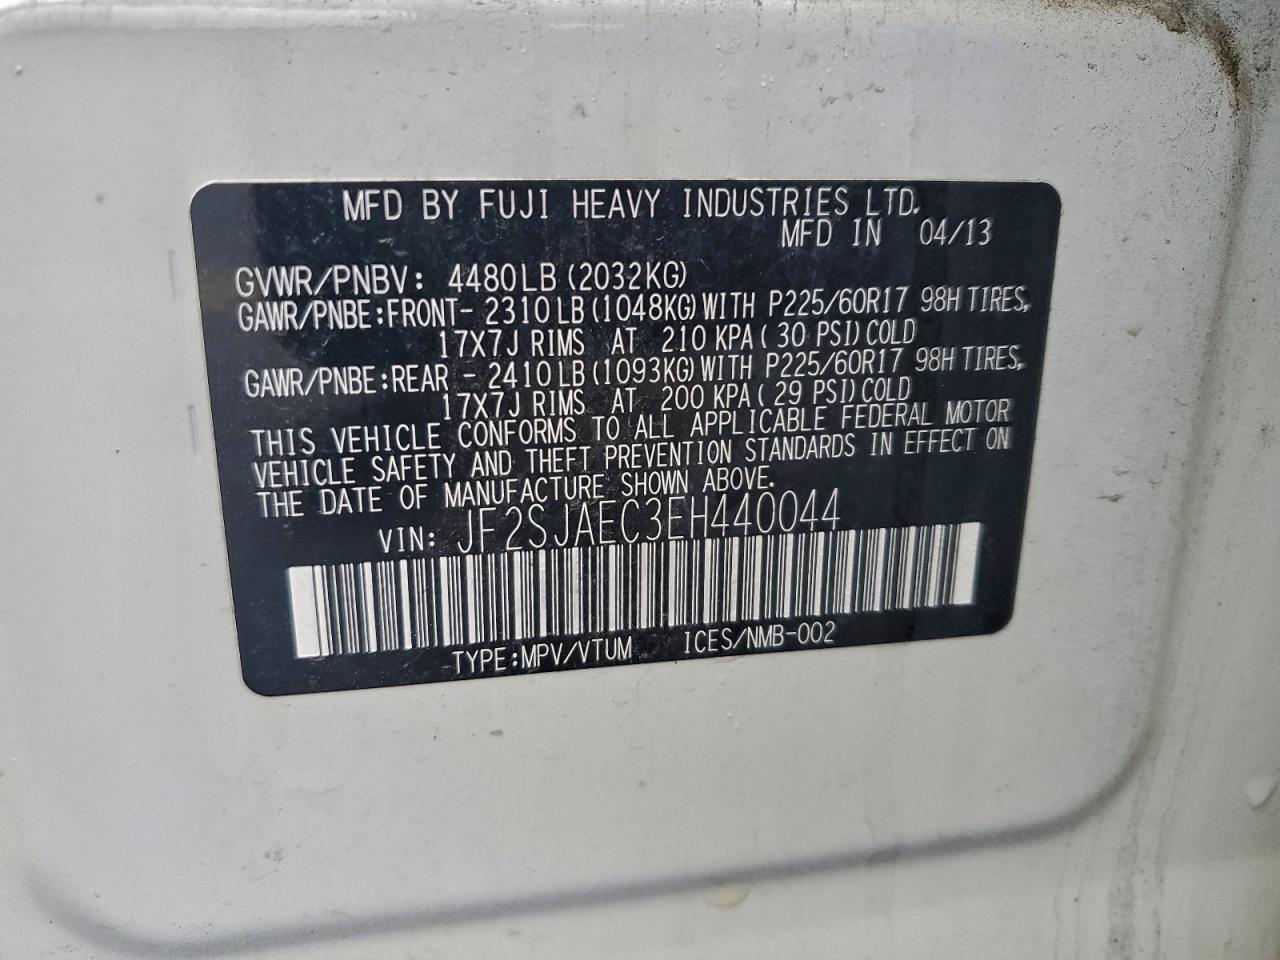 MFD BY FUJI HEAVY INDUSTRIES LTD.
MFD IN 04/13
GVWR/PNBV: 4480LB (2032KG)
GAWR/PNBE:FRONT- 2310LB (1048KG) WITH P225/60R17 98H TIRES,
17X7J RIMS AT 210 KPA ( 30 PSI) COLD
GAWR/PNBE:REAR - 2410LB (1093KG) WITH P225/60R17 98H TIRES,
17X7J RIMS AT 200 KPA ( 29 PSI) COLD
THIS VEHICLE CONFORMS TO ALL APPLICABLE FEDERAL MOTOR
VEHICLE SAFETY AND THEFT PREVENTION STANDARDS IN EFFECT ON
THE DATE OF MANUFACTURE SHOWN ABOVE.
VIN: JF2SJAEC3EH440044
TYPE:MPV/VTUM ICES/NMB-002